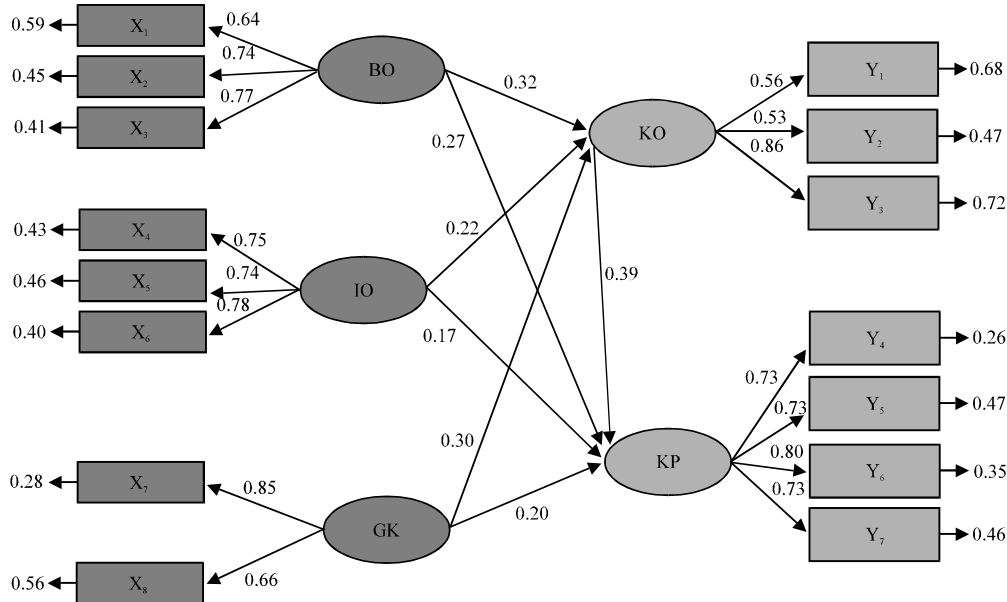 0.59 X₁ 0.64
0.45 X₂ 0.74
0.41 X₃ 0.77
BO
0.32
0.27
KO
0.56 Y₁ 0.68
0.53 Y₂ 0.47
0.86 Y₃ 0.72
0.43 X₄ 0.75
0.46 X₅ 0.74
0.40 X₆ 0.78
IO
0.22
0.17
0.39
0.28 X₇ 0.85
0.56 X₈ 0.66
GK
0.30
0.20
KP
0.73 Y₄ 0.26
0.73 Y₅ 0.47
0.80 Y₆ 0.35
0.73 Y₇ 0.46